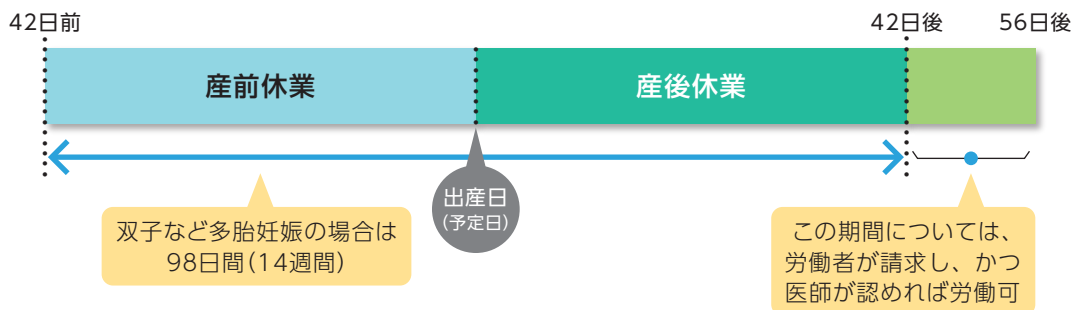 42日前
42日後
56日後
産前休業
産後休業
出産日
(予定日)
双子など多胎妊娠の場合は
98日間(14週間)
この期間については、
労働者が請求し、かつ
医師が認めれば労働可